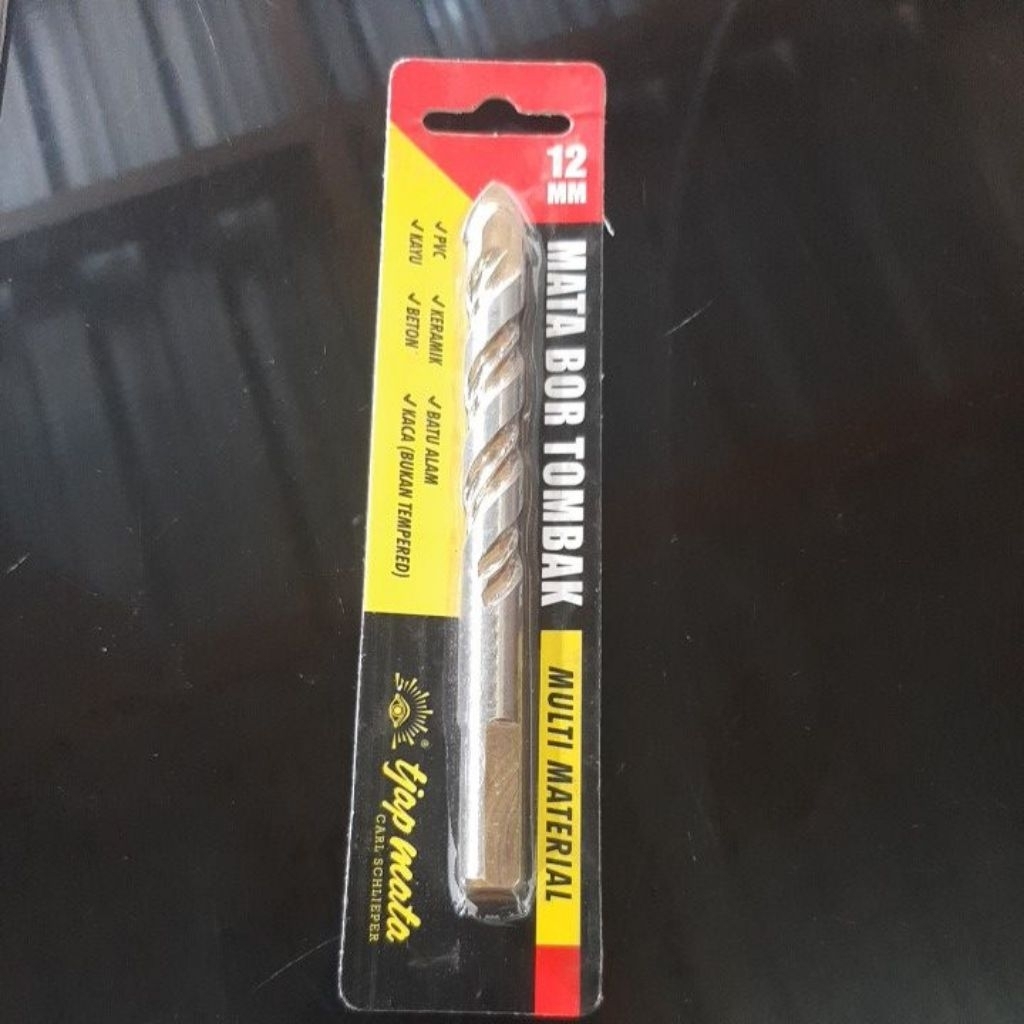 12
MM
MATA BOR TOMBAK
MULTI MATERIAL
✓ PVC ✓ KERAMIK ✓ BATU ALAM
✓ KAYU ✓ BETON ✓ KACA (BUKAN TEMPERED)
®
tjap mata
CARL SCHLIEPER